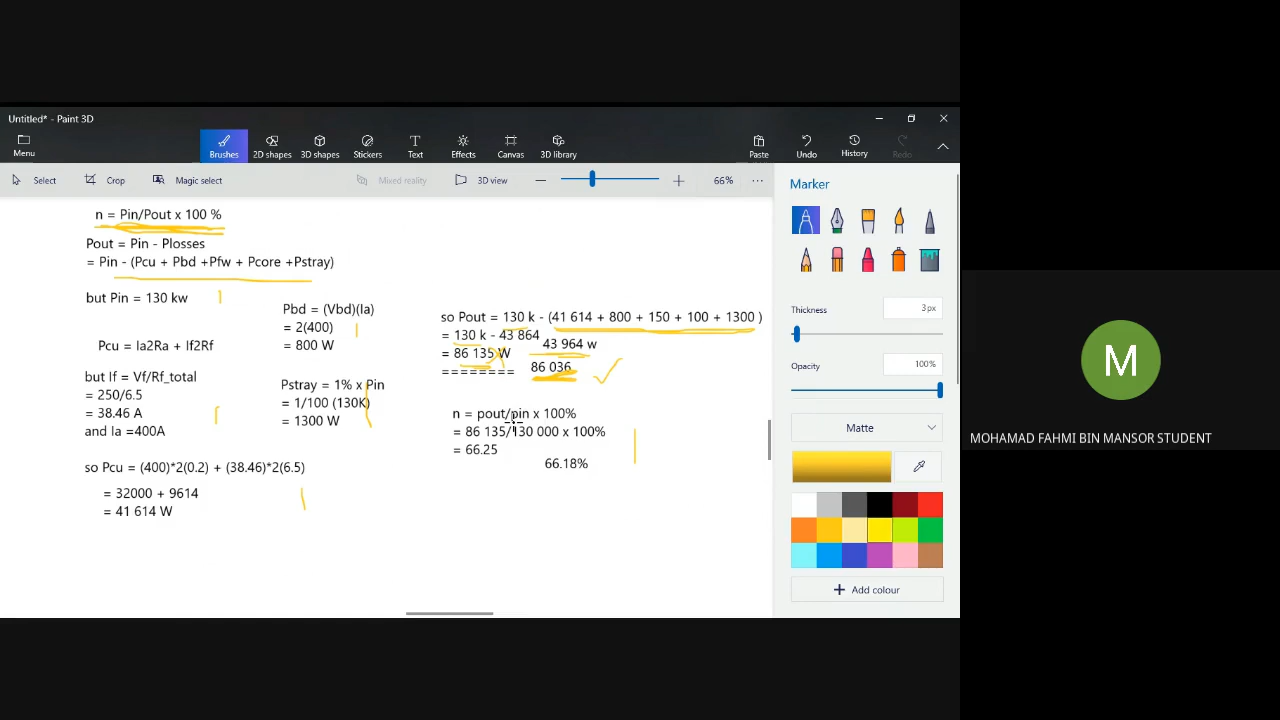 Untitled* - Paint 3D
Menu
Brushes
2D shapes
3D shapes
Stickers
Text
Effects
Canvas
3D library
Paste
Undo
History
Redo
Select
Crop
Magic select
Mixed reality
3D view
66%
Marker
Thickness
3px
Opacity
100%
Matte
Add colour
n = Pin/Pout x 100 %
Pout = Pin - Plosses
= Pin - (Pcu + Pbd +Pfw + Pcore +Pstray)
but Pin = 130 kw
Pcu = Ia2Ra + If2Rf
but If = Vf/Rf_total
= 250/6.5
= 38.46 A
and Ia =400A
so Pcu = (400)*2(0.2) + (38.46)*2(6.5)
= 32000 + 9614
= 41 614 W
Pbd = (Vbd)(Ia)
= 2(400)
= 800 W
Pstray = 1% x Pin
= 1/100 (130K)
= 1300 W
so Pout = 130 k - (41 614 + 800 + 150 + 100 + 1300 )
= 130 k - 43 864
43 964 w
= 86 135 W
86 036
========
n = pout/pin x 100%
= 86 135/130 000 x 100%
= 66.25
66.18%
M
MOHAMAD FAHMI BIN MANSOR STUDENT